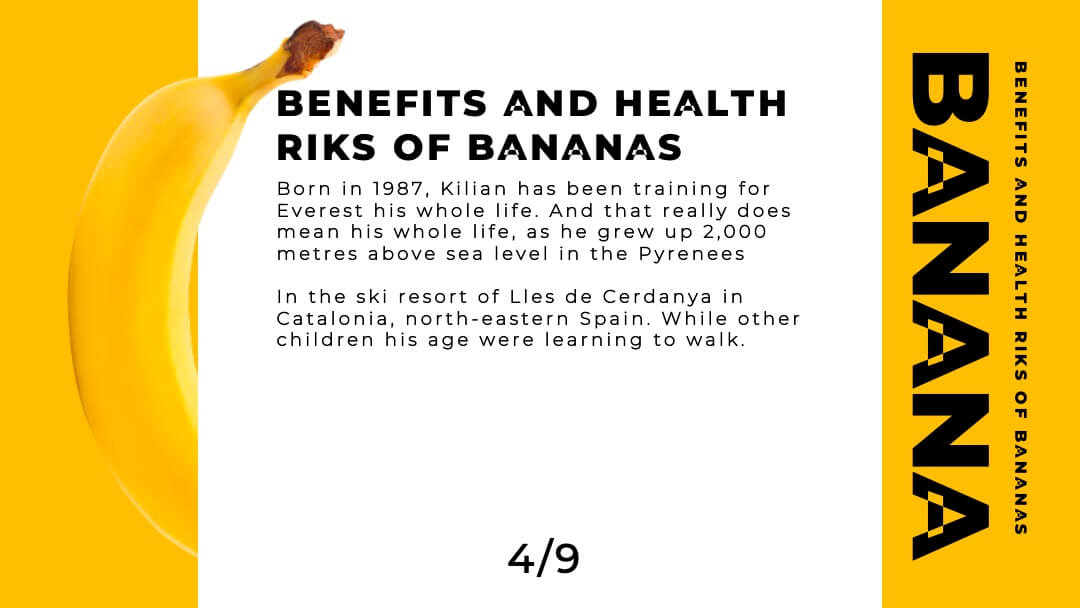 BENEFITS AND HEALTH
RIKS OF BANANAS
Born in 1987, Kilian has been training for
Everest his whole life. And that really does
mean his whole life, as he grew up 2,000
metres above sea level in the Pyrenees
In the ski resort of Lles de Cerdanya in
Catalonia, north-eastern Spain. While other
children his age were learning to walk.
4/9
BANANA
BENEFITS AND HEALTH RIKS OF BANANAS